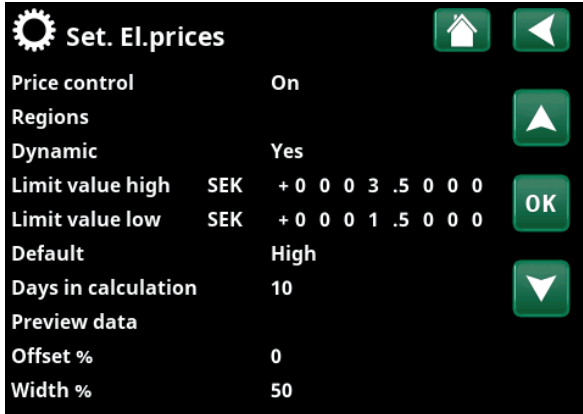 Set. El.prices
Price control On
Regions
Dynamic Yes
Limit value high SEK +0 0 0 3 .5 0 0 0
Limit value low SEK +0 0 0 1 .5 0 0 0
OK
Default High
Days in calculation 10
Preview data
Offset % 0
Width % 50